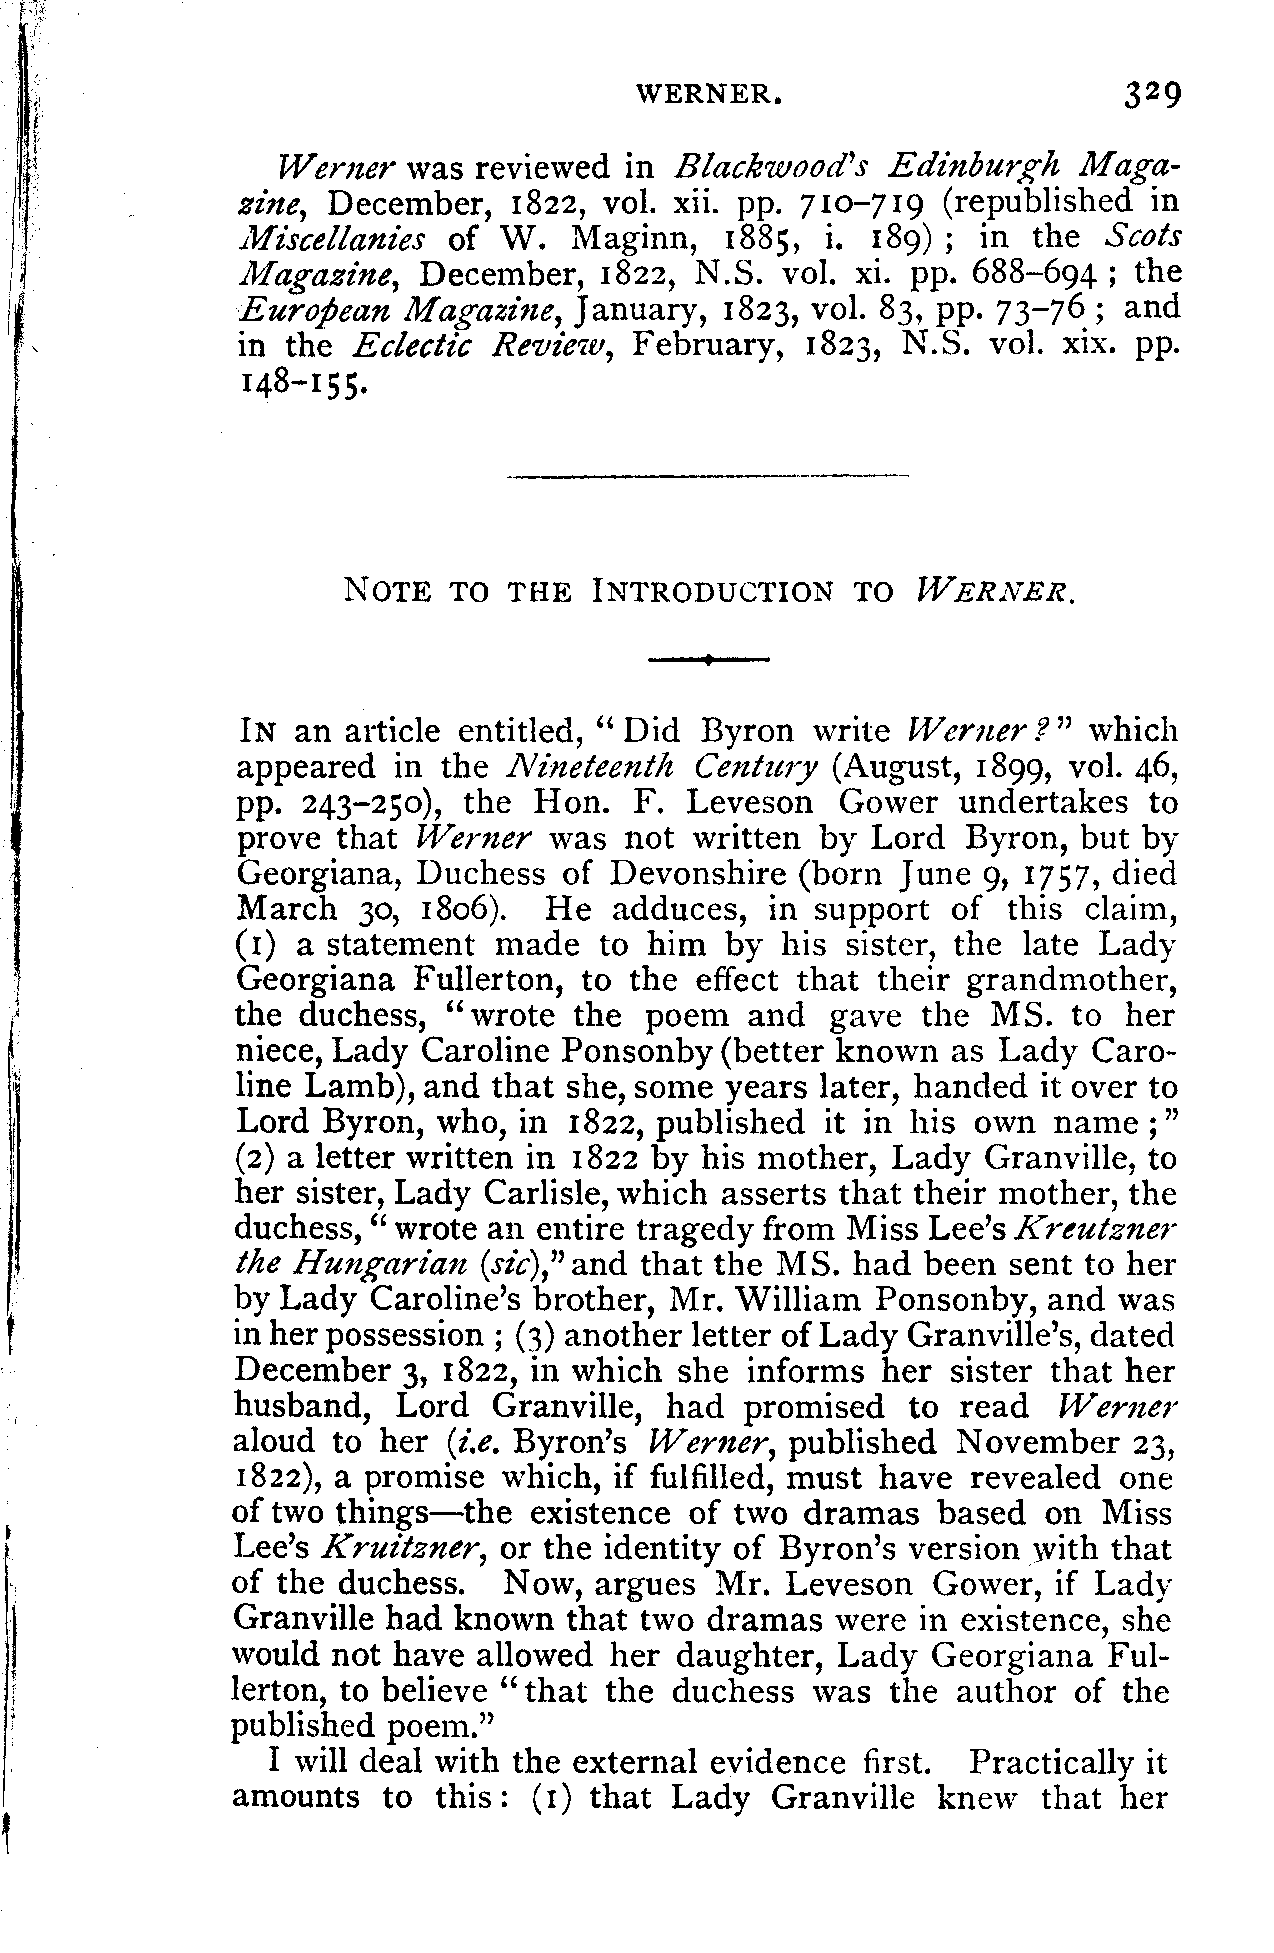 WERNER. 329
Werner was reviewed in Blackwood's Edinburgh Maga-
zine, December, 1822, vol. xii. pp. 710–719 (republished in
Miscellanies of W. Maginn, 1885, i. 189) ; in the Scots
Magazine, December, 1822, N.S. vol. xi. pp. 688–694 ; the
European Magazine, January, 1823, vol. 83, pp. 73–76 ; and
in the Eclectic Review, February, 1823, N.S. vol. xix. pp.
148–155.
NOTE TO THE INTRODUCTION TO WERNER.
IN an article entitled, “Did Byron write Werner?” which
appeared in the Nineteenth Century (August, 1899, vol. 46,
pp. 243–250), the Hon. F. Leveson Gower undertakes to
prove that Werner was not written by Lord Byron, but by
Georgiana, Duchess of Devonshire (born June 9, 1757, died
March 30, 1806). He adduces, in support of this claim,
(1) a statement made to him by his sister, the late Lady
Georgiana Fullerton, to the effect that their grandmother,
the duchess, “wrote the poem and gave the MS. to her
niece, Lady Caroline Ponsonby (better known as Lady Caro-
line Lamb), and that she, some years later, handed it over to
Lord Byron, who, in 1822, published it in his own name ;”
(2) a letter written in 1822 by his mother, Lady Granville, to
her sister, Lady Carlisle, which asserts that their mother, the
duchess, “wrote an entire tragedy from Miss Lee's Kreutzner
the Hungarian (sic),” and that the MS. had been sent to her
by Lady Caroline's brother, Mr. William Ponsonby, and was
in her possession ; (3) another letter of Lady Granville's, dated
December 3, 1822, in which she informs her sister that her
husband, Lord Granville, had promised to read Werner
aloud to her (i.e. Byron's Werner, published November 23,
1822), a promise which, if fulfilled, must have revealed one
of two things—the existence of two dramas based on Miss
Lee's Kruitzner, or the identity of Byron's version with that
of the duchess. Now, argues Mr. Leveson Gower, if Lady
Granville had known that two dramas were in existence, she
would not have allowed her daughter, Lady Georgiana Ful-
lerton, to believe “that the duchess was the author of the
published poem.”
I will deal with the external evidence first. Practically it
amounts to this: (1) that Lady Granville knew that her